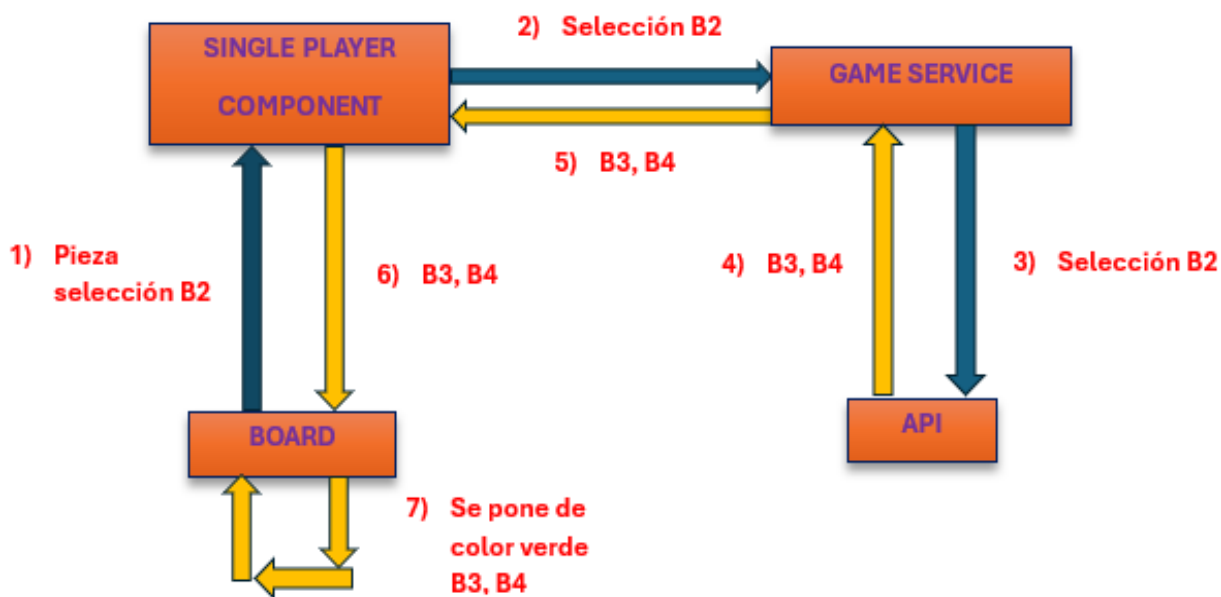 SINGLE PLAYER
COMPONENT
2) Selección B2
GAME SERVICE
5) B3, B4
1) Pieza
selección B2
6) B3, B4
4) B3, B4
3) Selección B2
BOARD
API
7) Se pone de
color verde
B3, B4